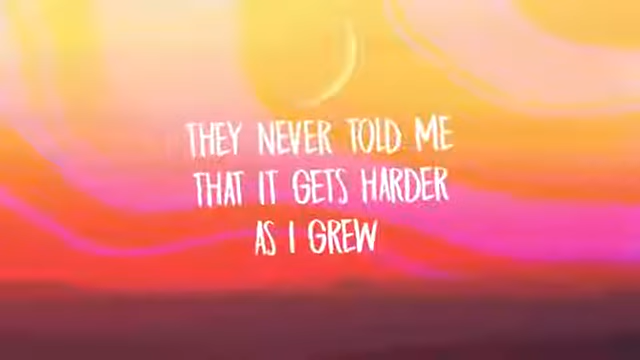 THEY NEVER TOLD ME
THAT IT GETS HARDER
AS I GREW